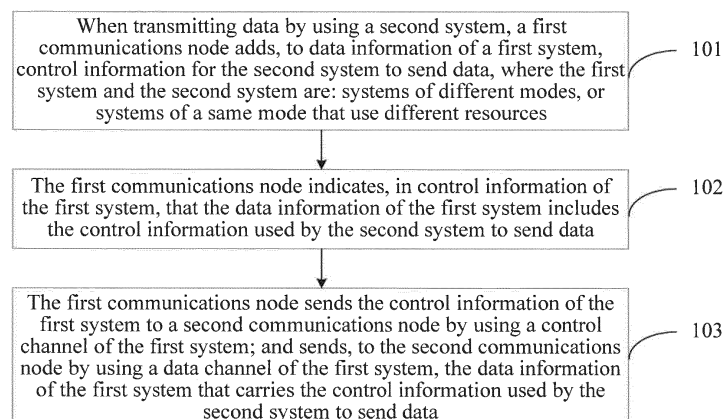 When transmitting data by using a second system, a first
communications node adds, to data information of a first system,
control information for the second system to send data, where the first
system and the second system are: systems of different modes, or
systems of a same mode that use different resources
101
The first communications node indicates, in control information of
the first system, that the data information of the first system includes
the control information used by the second system to send data
102
The first communications node sends the control information of the
first system to a second communications node by using a control
channel of the first system; and sends, to the second communications
node by using a data channel of the first system, the data information
of the first system that carries the control information used by the
second system to send data
103